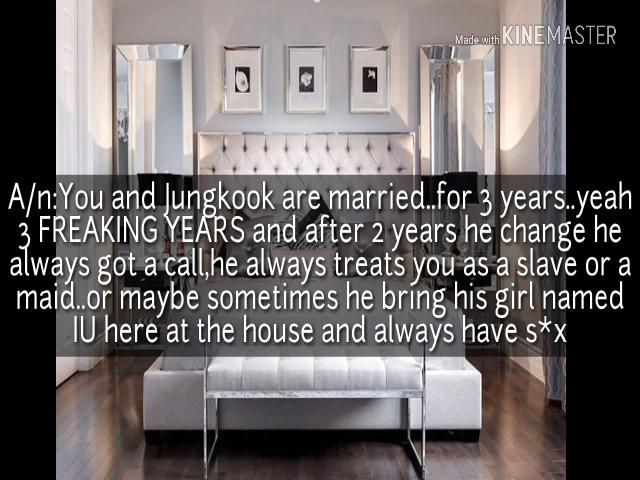 Made with KINEMASTER
A/n:You and Jungkook are married..for 3 years..yeah
3 FREAKING YEARS and after 2 years he change he
always got a call,he always treats you as a slave or a
maid..or maybe sometimes he bring his girl named
IU here at the house and always have s*x